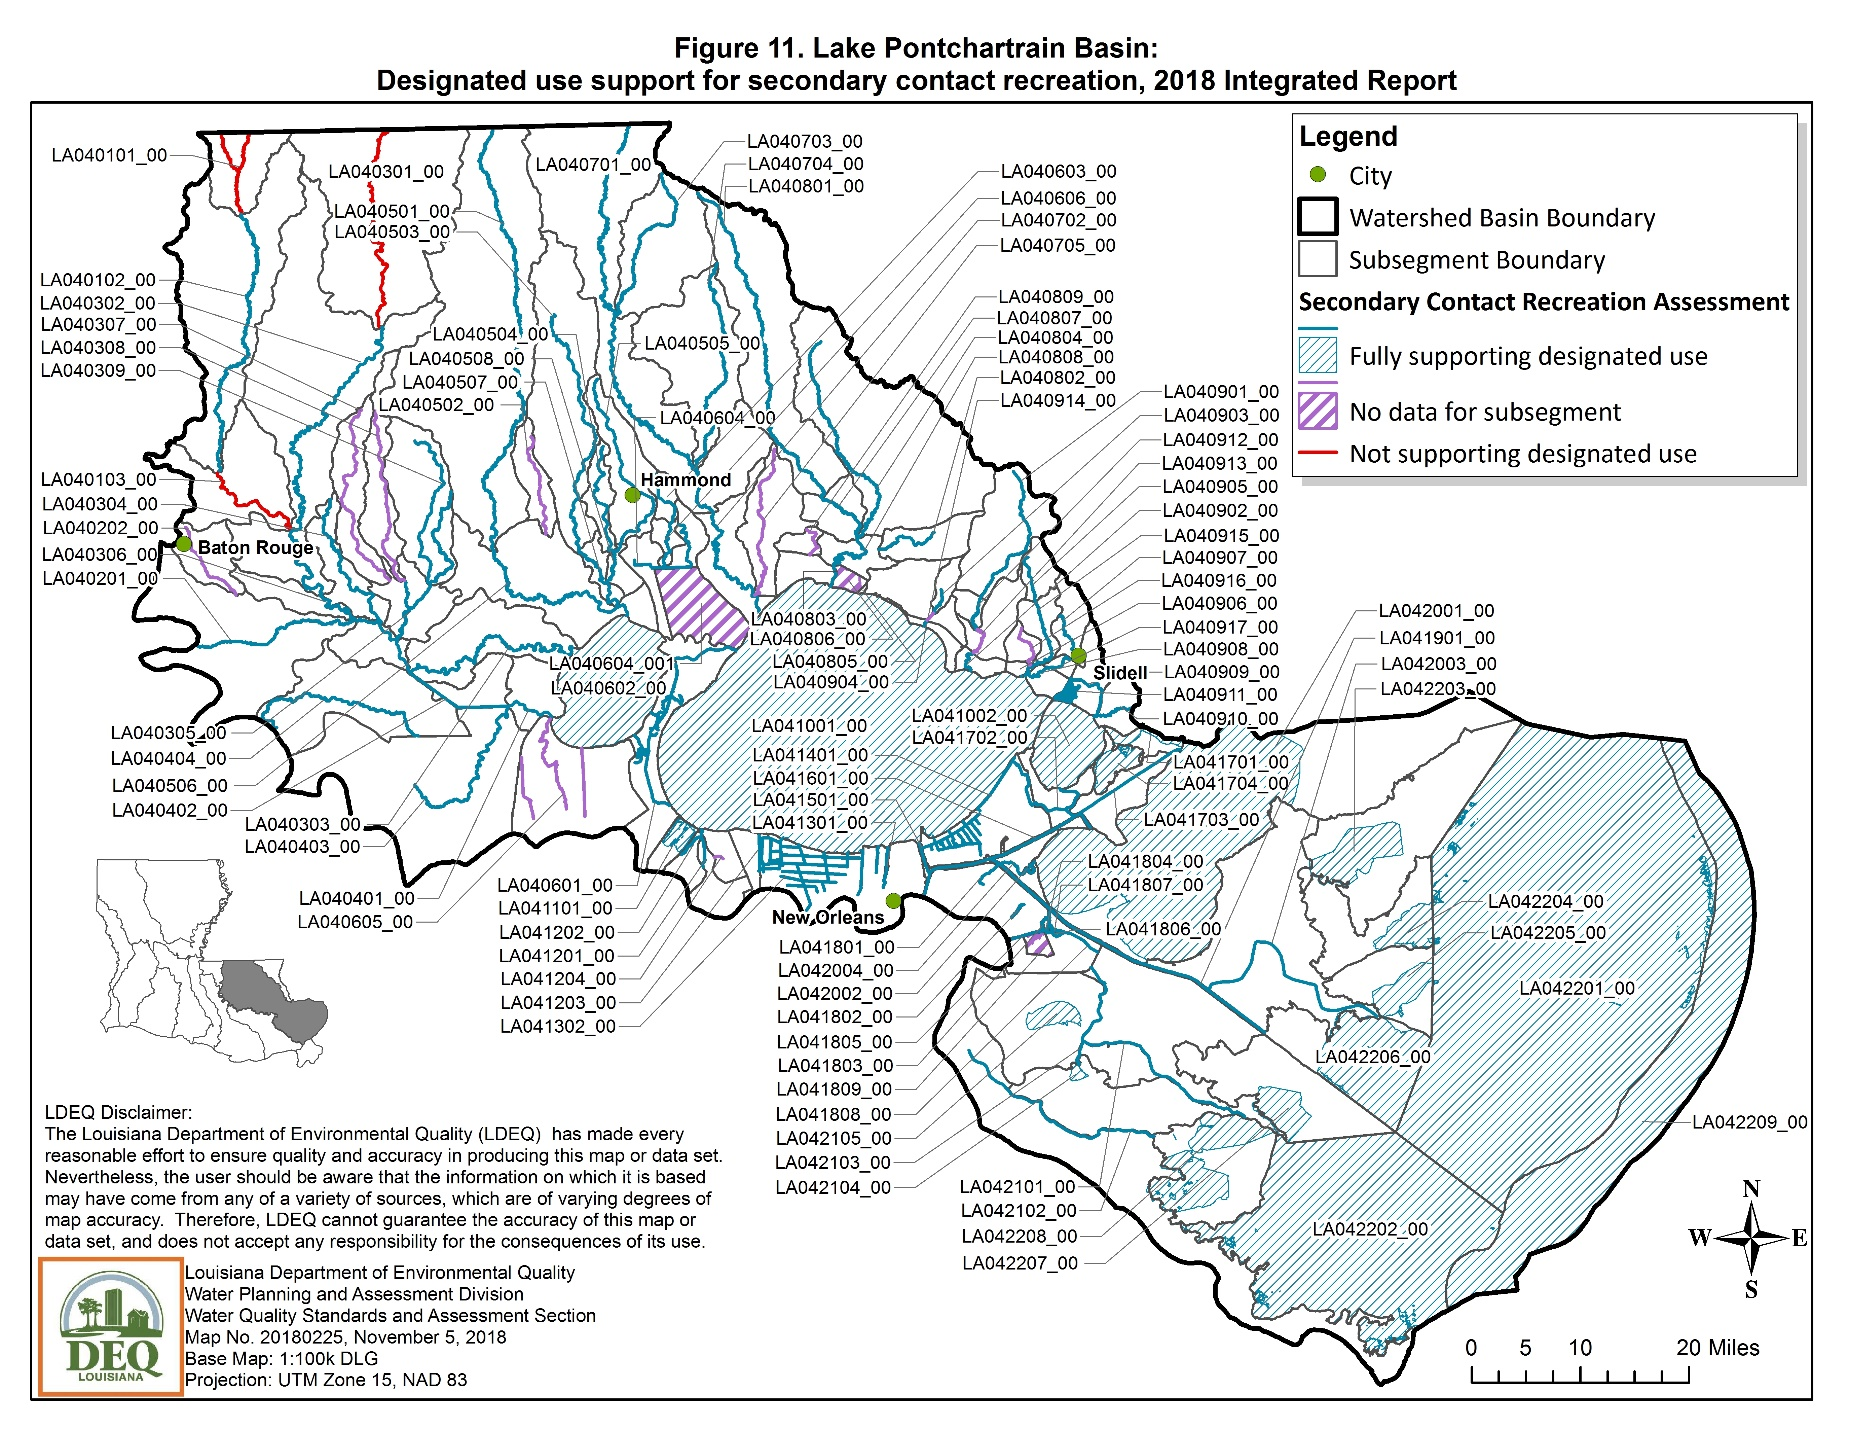 Figure 11. Lake Pontchartrain Basin:
Designated use support for secondary contact recreation, 2018 Integrated Report
Legend
City
Watershed Basin Boundary
Subsegment Boundary
Secondary Contact Recreation Assessment
Fully supporting designated use
No data for subsegment
Not supporting designated use
LA040101_00
LA040301_00
LA040501_00
LA040503_00
LA040701_00
LA040703_00
LA040704_00
LA040801_00
LA040603_00
LA040606_00
LA040702_00
LA040705_00
LA040102_00
LA040302_00
LA040307_00
LA040308_00
LA040309_00
LA040504_00
LA040508_00
LA040507_00
LA040502_00
LA040505_00
LA040604_00
LA040809_00
LA040807_00
LA040804_00
LA040808_00
LA040802_00
LA040914_00
LA040901_00
LA040903_00
LA040912_00
LA040913_00
LA040905_00
LA040902_00
LA040915_00
LA040907_00
LA040916_00
LA040906_00
LA040917_00
LA040908_00
LA040909_00
LA040911_00
LA040910_00
Hammond
LA040103_00
LA040304_00
LA040202_00
LA040306_00
LA040201_00
Baton Rouge
Slidell
LA040803_00
LA040806_00
LA040805_00
LA040904_00
LA040604_001
LA040602_00
LA042001_00
LA041901_00
LA042003_00
LA042203_00
LA041001_00
LA041401_00
LA041601_00
LA041501_00
LA041301_00
LA041002_00
LA041702_00
LA041701_00
LA041704_00
LA041703_00
LA040305_00
LA040404_00
LA040506_00
LA040402_00
LA040303_00
LA040403_00
LA040401_00
LA040605_00
LA040601_00
LA041101_00
LA041202_00
LA041201_00
LA041204_00
LA041203_00
LA041302_00
New Orleans
LA041804_00
LA041807_00
LA041806_00
LA042204_00
LA042205_00
LA042201_00
LA042206_00
LA042209_00
LA042202_00
LA041801_00
LA042004_00
LA042002_00
LA041802_00
LA041805_00
LA041803_00
LA041809_00
LA041808_00
LA042105_00
LA042103_00
LA042104_00
LA042101_00
LA042102_00
LA042208_00
LA042207_00
LDEQ Disclaimer:
The Louisiana Department of Environmental Quality (LDEQ) has made every
reasonable effort to ensure quality and accuracy in producing this map or data set.
Nevertheless, the user should be aware that the information on which it is based
may have come from any of a variety of sources, which are of varying degrees of
map accuracy. Therefore, LDEQ cannot guarantee the accuracy of this map or
data set, and does not accept any responsibility for the consequences of its use.
DEQ
LOUISIANA
Louisiana Department of Environmental Quality
Water Planning and Assessment Division
Water Quality Standards and Assessment Section
Map No. 20180225, November 5, 2018
Base Map: 1:100k DLG
Projection: UTM Zone 15, NAD 83
N
W E
S
0 5 10 20 Miles